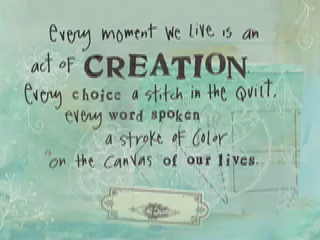 every moment we live is an
act of CREATION.
every choice a stitch in the quilt.
every word spoken
a stroke of color
on the canvas of our lives.